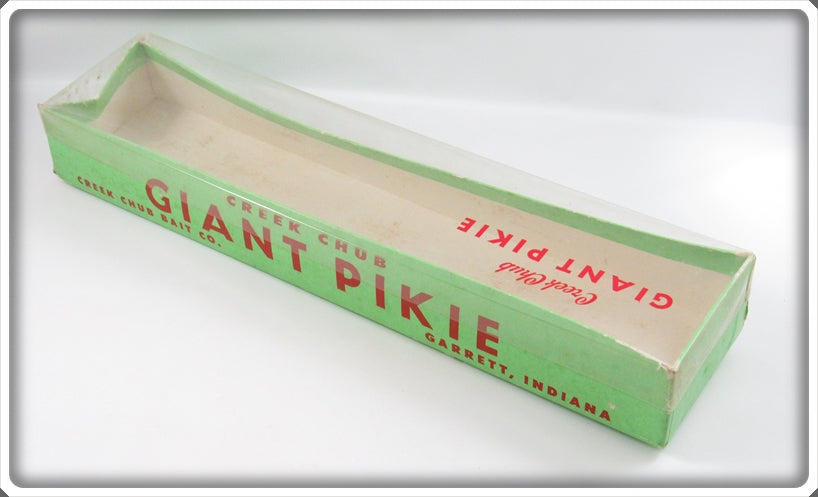 CREEK CHUB
GIANT PIKIE
CREEK CHUB BAIT CO.
GARRETT, INDIANA
Creek Chub
GIANT PIKIE